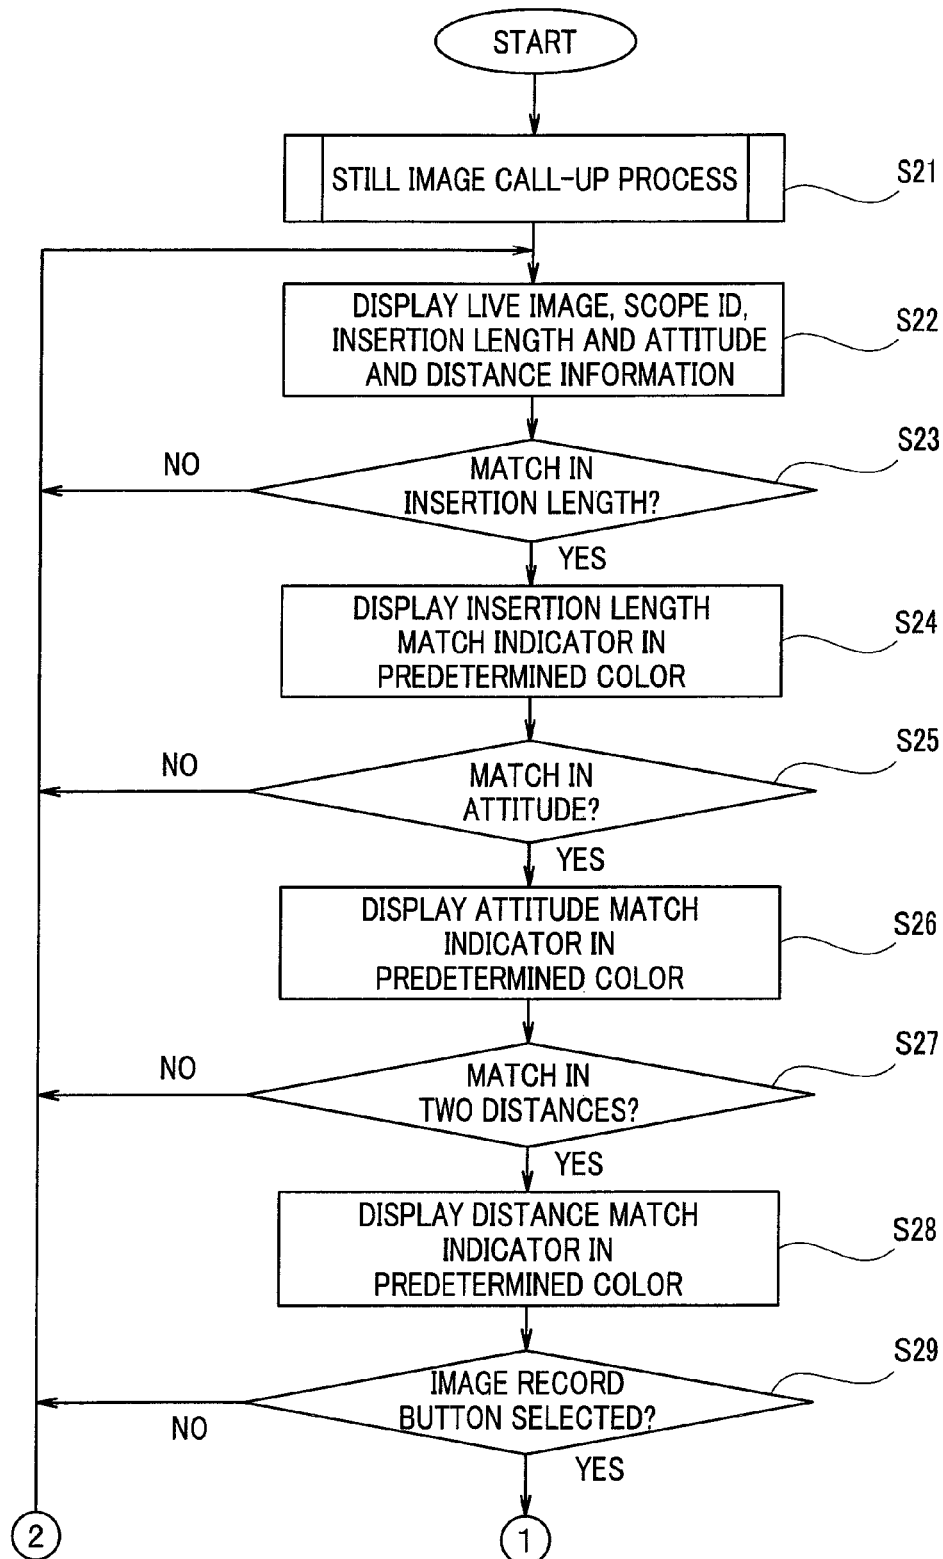 START
STILL IMAGE CALL-UP PROCESS
S21
DISPLAY LIVE IMAGE, SCOPE ID,
INSERTION LENGTH AND ATTITUDE
AND DISTANCE INFORMATION
S22
MATCH IN
INSERTION LENGTH?
S23
NO
YES
DISPLAY INSERTION LENGTH
MATCH INDICATOR IN
PREDETERMINED COLOR
S24
MATCH IN
ATTITUDE?
S25
NO
YES
DISPLAY ATTITUDE MATCH
INDICATOR IN
PREDETERMINED COLOR
S26
MATCH IN
TWO DISTANCES?
S27
NO
YES
DISPLAY DISTANCE MATCH
INDICATOR IN
PREDETERMINED COLOR
S28
IMAGE RECORD
BUTTON SELECTED?
S29
NO
YES
2
1